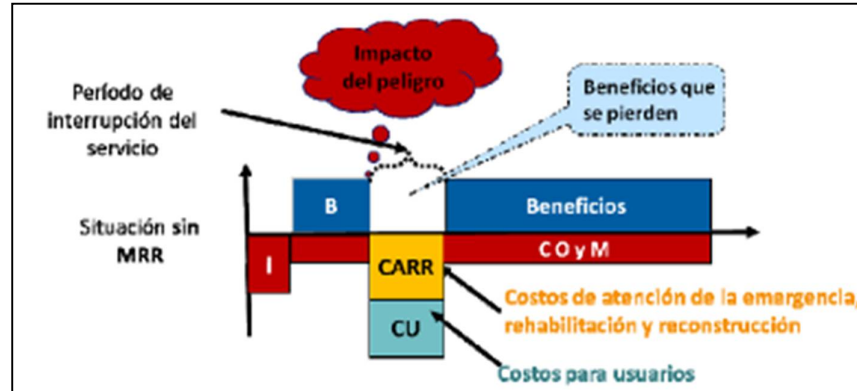 Impacto
del peligro
Período de
interrupción del
servicio
Beneficios que
se pierden
B
Beneficios
Situación sin
MRR
I
CARR
C O y M
Costos de atención de la emergencia,
rehabilitación y reconstrucción
CU
Costos para usuarios